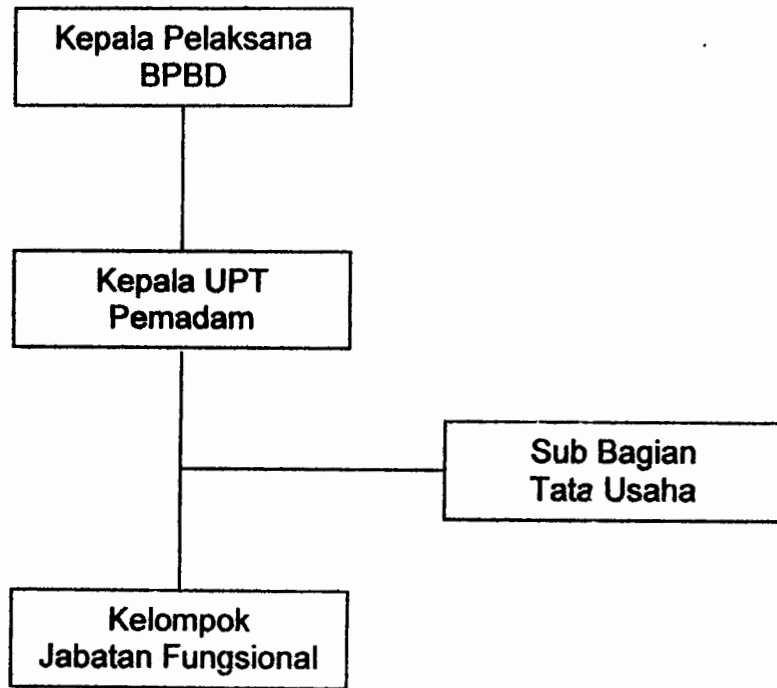 Kepala Pelaksana
BPBD
Kepala UPT
Pemadam
Sub Bagian
Tata Usaha
Kelompok
Jabatan Fungsional